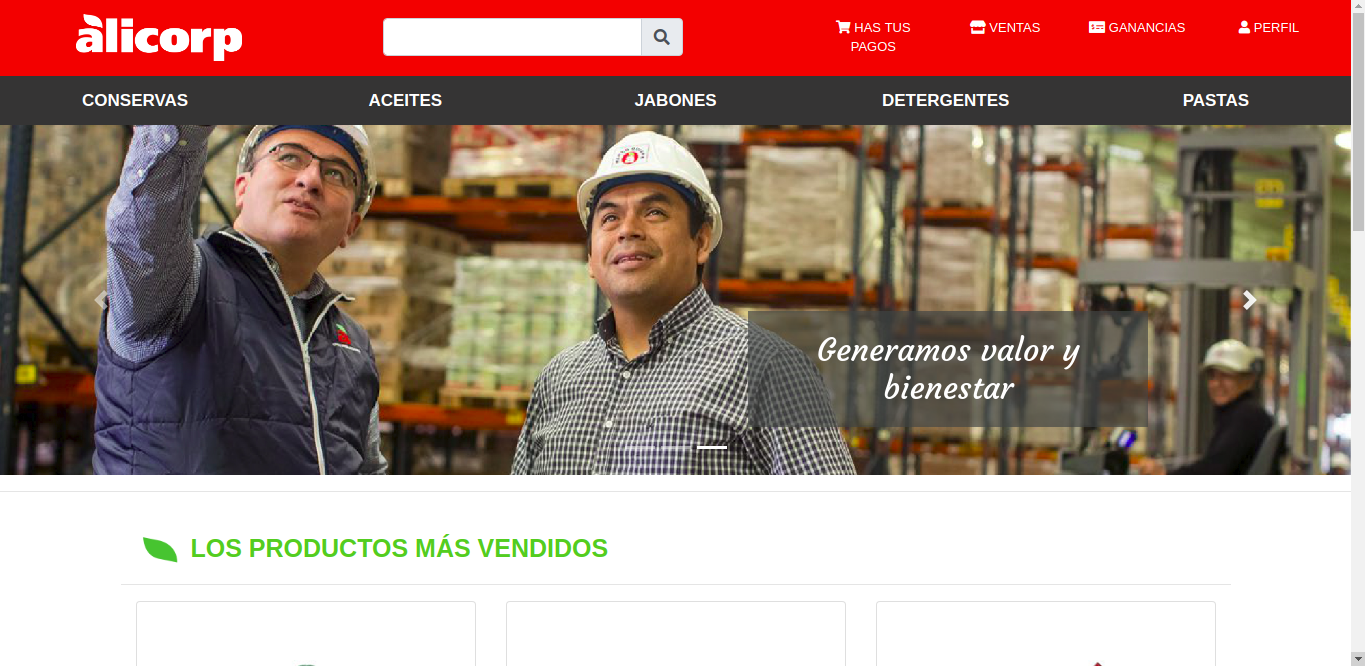 alicorp
HAS TUS
PAGOS
VENTAS
GANANCIAS
PERFIL
CONSERVAS
ACEITES
JABONES
DETERGENTES
PASTAS
Generamos valor y
bienestar
LOS PRODUCTOS MÁS VENDIDOS